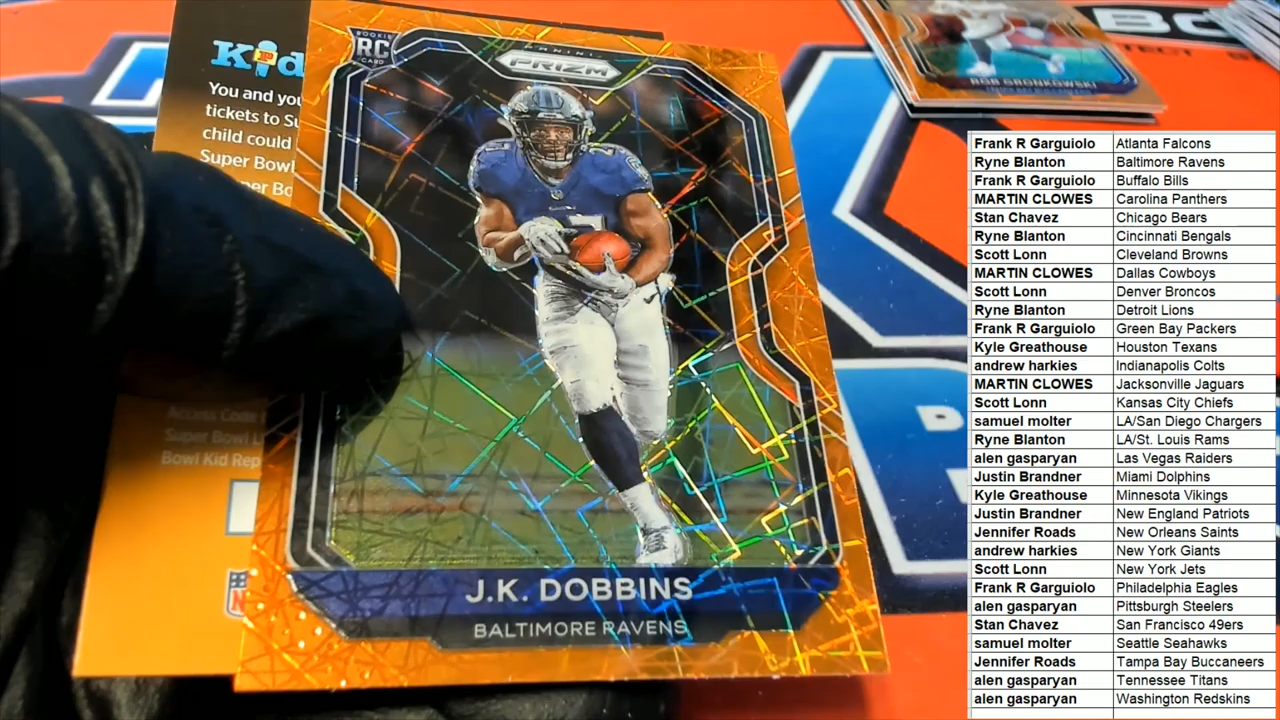 Kid
You and you
tickets to Su
child could
Super Bowl
per Bo
Access Code
Super Bowl L
Bowl Kid Rep
ROOKIE
RC
CARD
PANINI
PRIZM
J.K. DOBBINS
BALTIMORE RAVENS
ROB GRONKOWSKI
Frank R Garguiolo Atlanta Falcons
Ryne Blanton Baltimore Ravens
Frank R Garguiolo Buffalo Bills
MARTIN CLOWES Carolina Panthers
Stan Chavez Chicago Bears
Ryne Blanton Cincinnati Bengals
Scott Lonn Cleveland Browns
MARTIN CLOWES Dallas Cowboys
Scott Lonn Denver Broncos
Ryne Blanton Detroit Lions
Frank R Garguiolo Green Bay Packers
Kyle Greathouse Houston Texans
andrew harkies Indianapolis Colts
MARTIN CLOWES Jacksonville Jaguars
Scott Lonn Kansas City Chiefs
samuel molter LA/San Diego Chargers
Ryne Blanton LA/St. Louis Rams
alen gasparyan Las Vegas Raiders
Justin Brandner Miami Dolphins
Kyle Greathouse Minnesota Vikings
Justin Brandner New England Patriots
Jennifer Roads New Orleans Saints
andrew harkies New York Giants
Scott Lonn New York Jets
Frank R Garguiolo Philadelphia Eagles
alen gasparyan Pittsburgh Steelers
Stan Chavez San Francisco 49ers
samuel molter Seattle Seahawks
Jennifer Roads Tampa Bay Buccaneers
alen gasparyan Tennessee Titans
alen gasparyan Washington Redskins